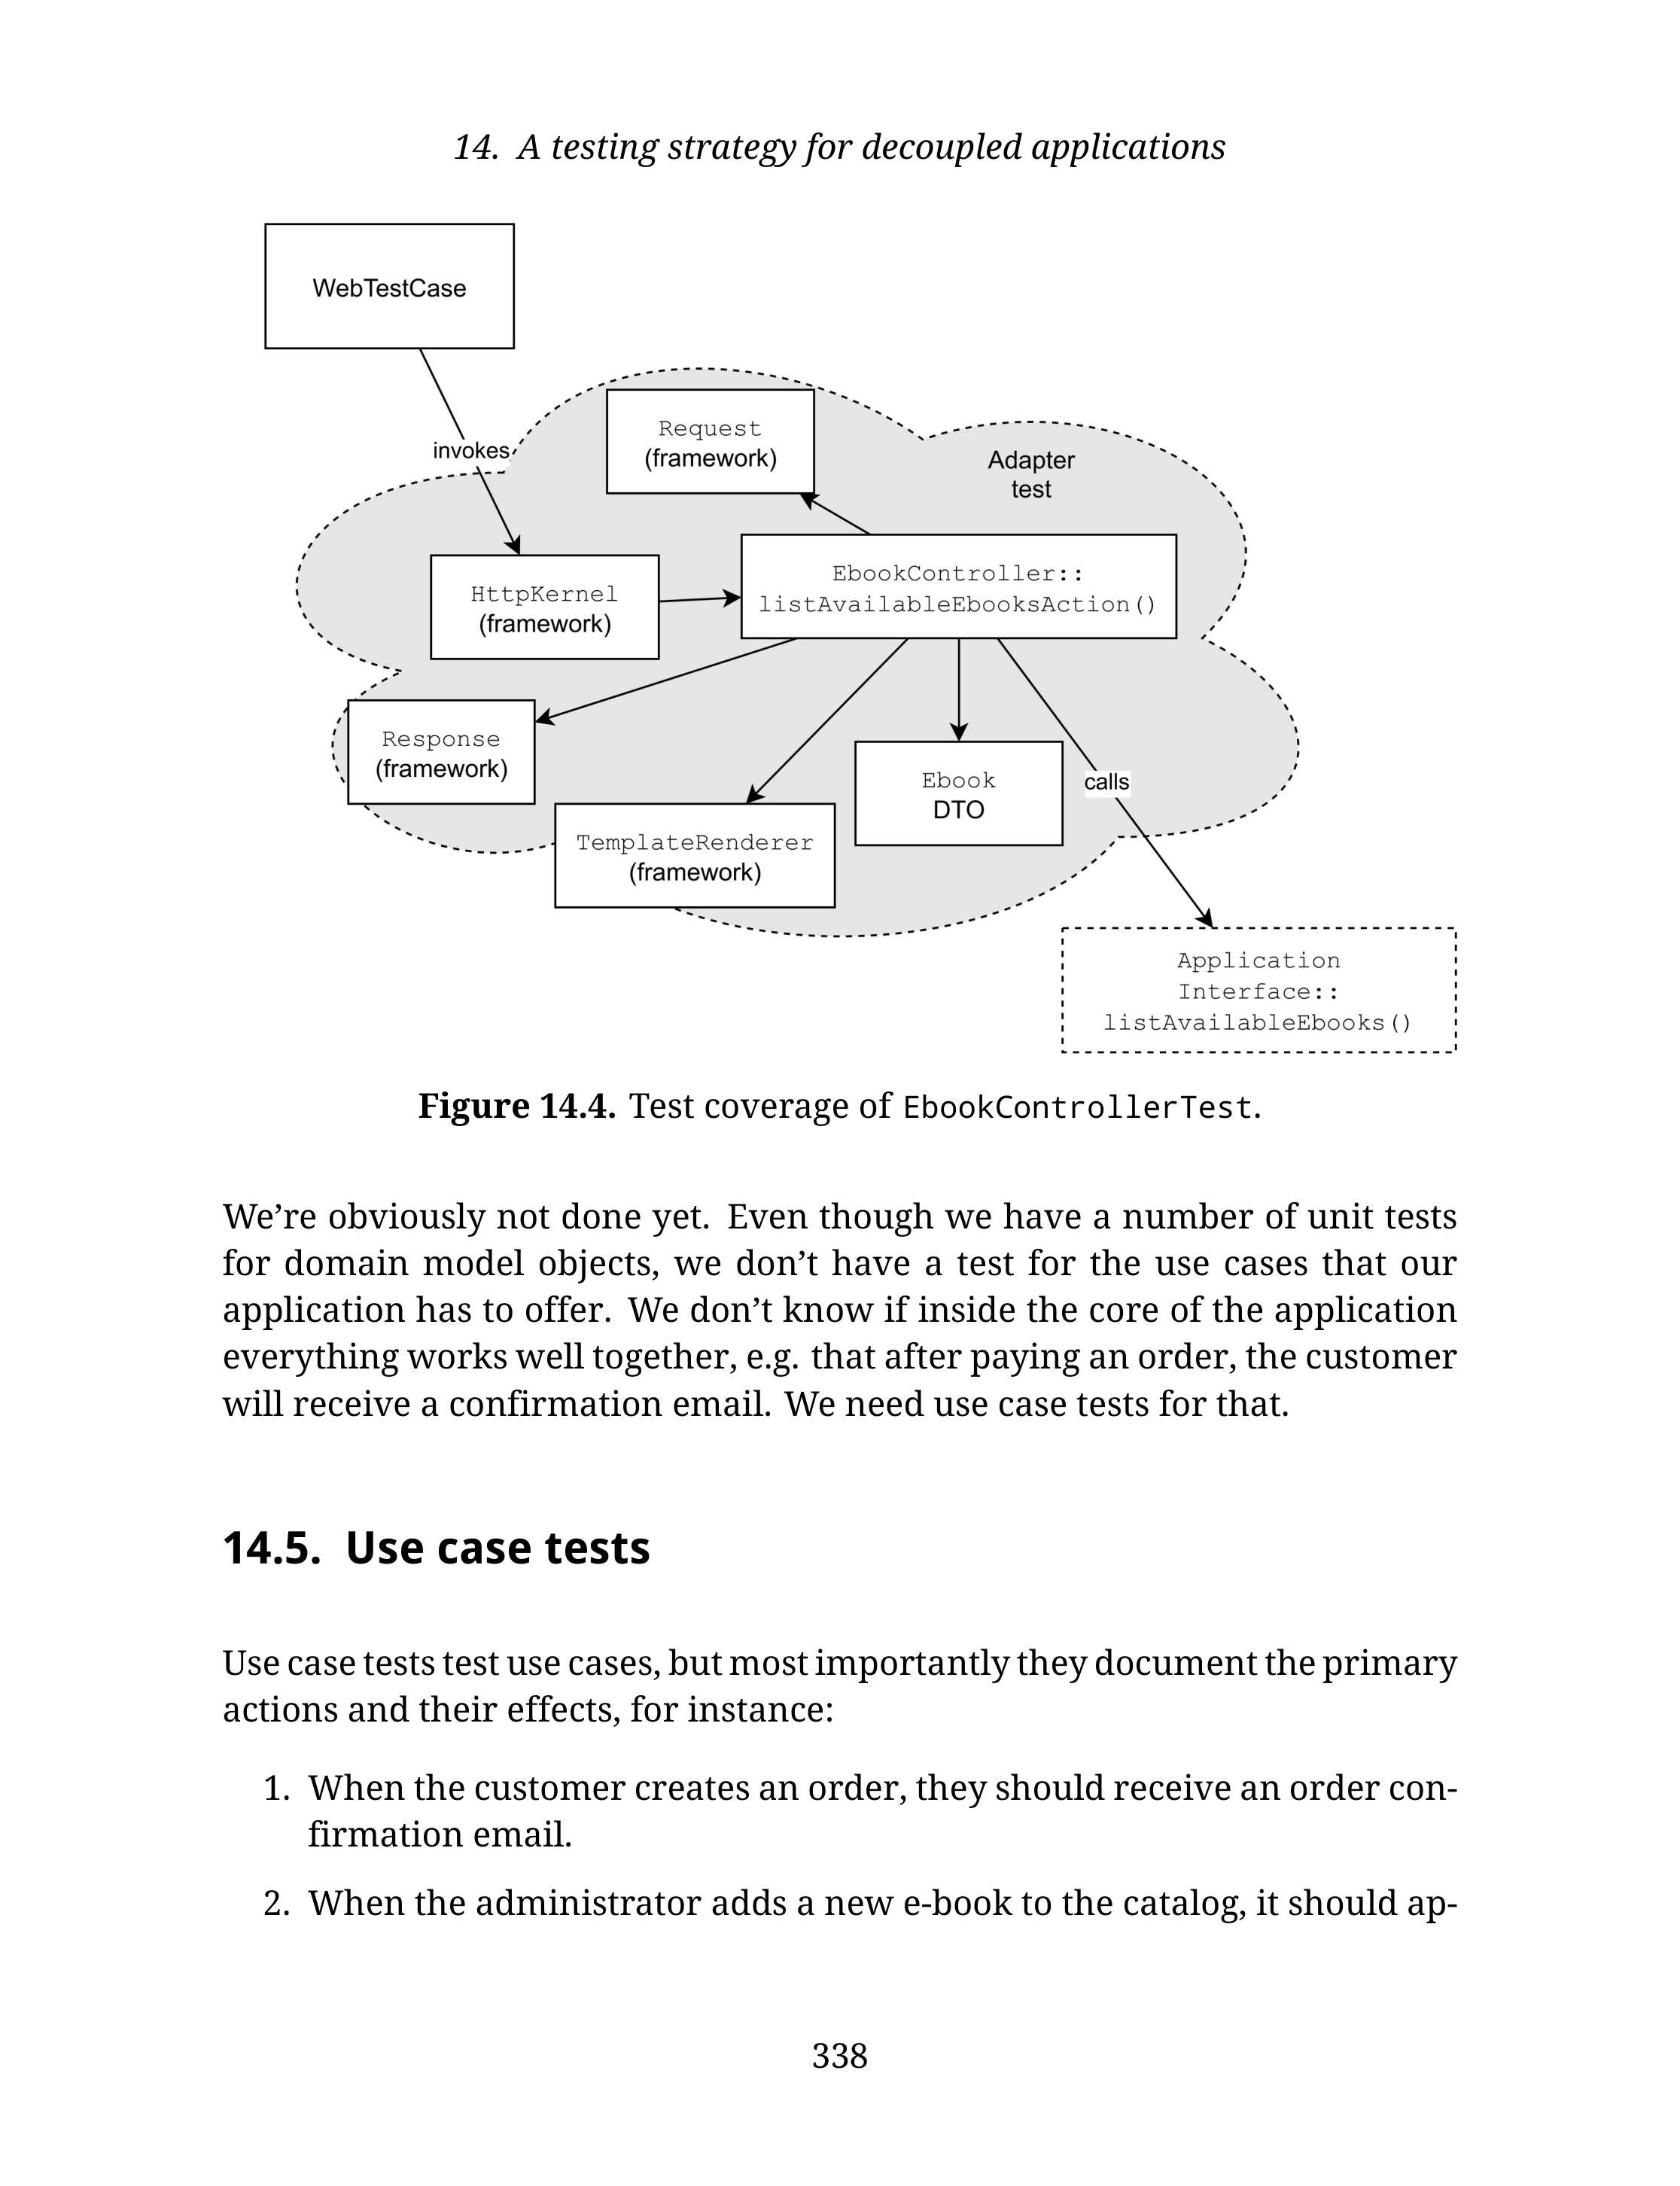 14. A testing strategy for decoupled applications
WebTestCase
invokes
Request
(framework)
Adapter
test
HttpKernel
(framework)
EbookController::
listAvailableEbooksAction()
Response
(framework)
TemplateRenderer
(framework)
Ebook
DTO
calls
Application
Interface::
listAvailableEbooks()
Figure 14.4. Test coverage of EbookControllerTest.
We’re obviously not done yet. Even though we have a number of unit tests
for domain model objects, we don’t have a test for the use cases that our
application has to offer. We don’t know if inside the core of the application
everything works well together, e.g. that after paying an order, the customer
will receive a confirmation email. We need use case tests for that.
14.5. Use case tests
Use case tests test use cases, but most importantly they document the primary
actions and their effects, for instance:
1. When the customer creates an order, they should receive an order con-
firmation email.
2. When the administrator adds a new e-book to the catalog, it should ap-
338